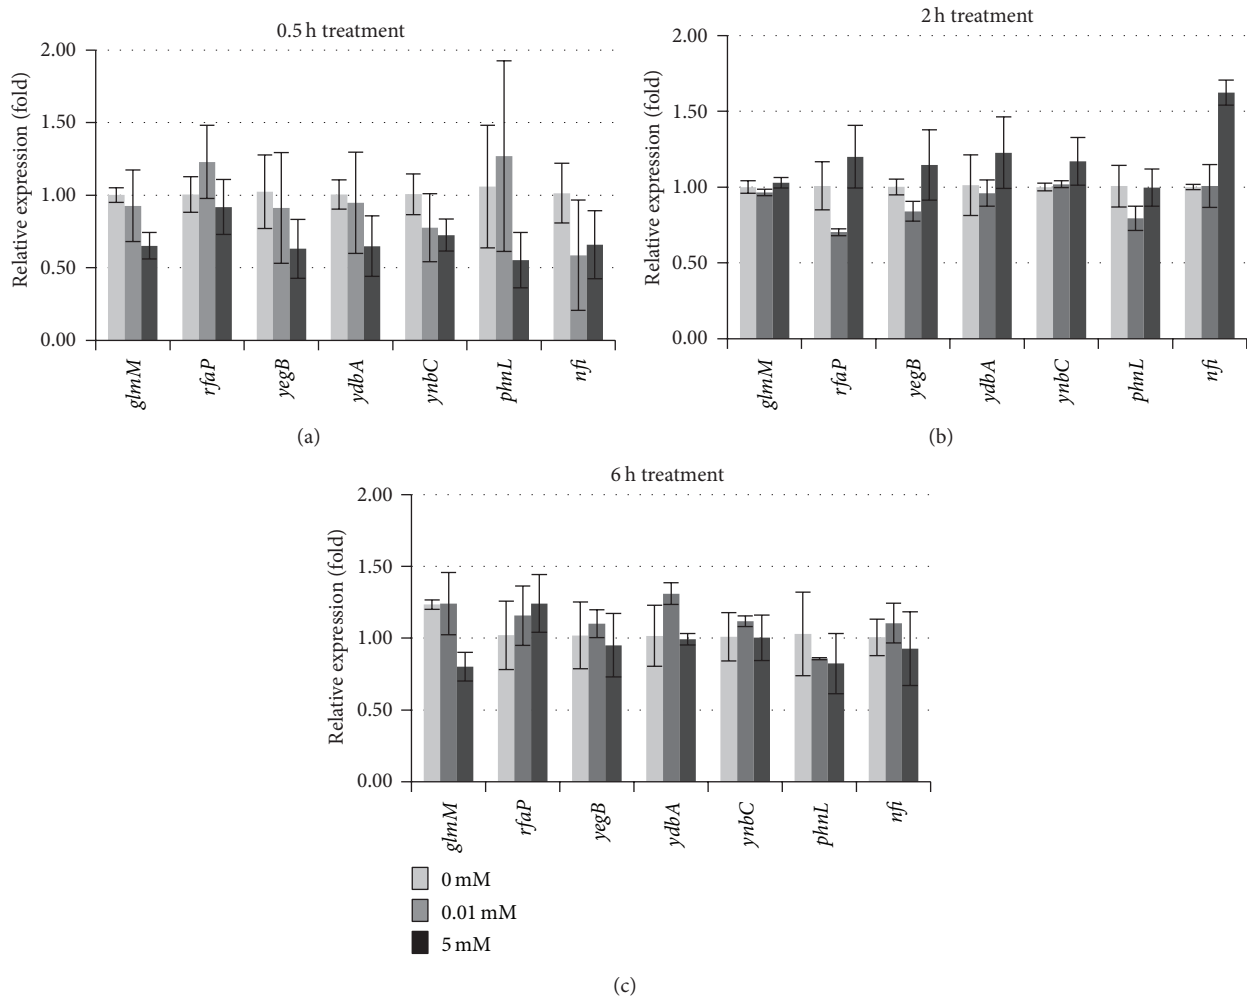 0.5 h treatment
Relative expression (fold)
2.00
1.50
1.00
0.50
0.00
glmM
rfaP
yegB
ydbA
ynbC
phnL
nfi
(a)
2 h treatment
Relative expression (fold)
2.00
1.50
1.00
0.50
0.00
glmM
rfaP
yegB
ydbA
ynbC
phnL
nfi
(b)
6 h treatment
Relative expression (fold)
2.00
1.50
1.00
0.50
0.00
glmM
rfaP
yegB
ydbA
ynbC
phnL
nfi
0 mM
0.01 mM
5 mM
(c)